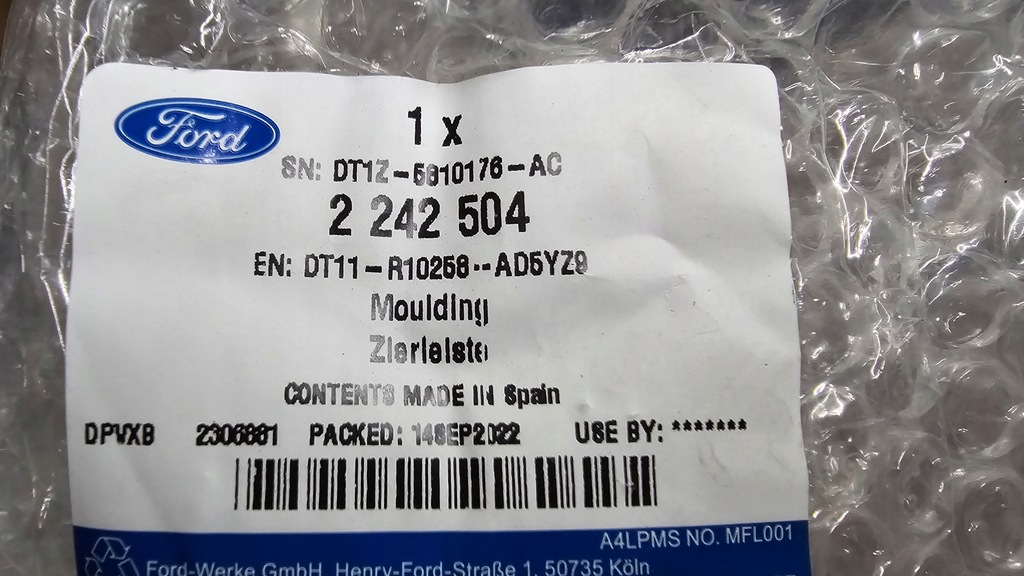 Ford
1 x
SN: DT1Z-5810176-AC
2 242 504
EN: DT11-R10258--AD5YZ9
Moulding
Zierleiste
CONTENTS MADE IN Spain
DPVXB 2306881 PACKED: 14SEP2022 USE BY: *******
A4LPMS NO. MFL001
Ford-Werke GmbH, Henry-Ford-Straße 1, 50735 Köln